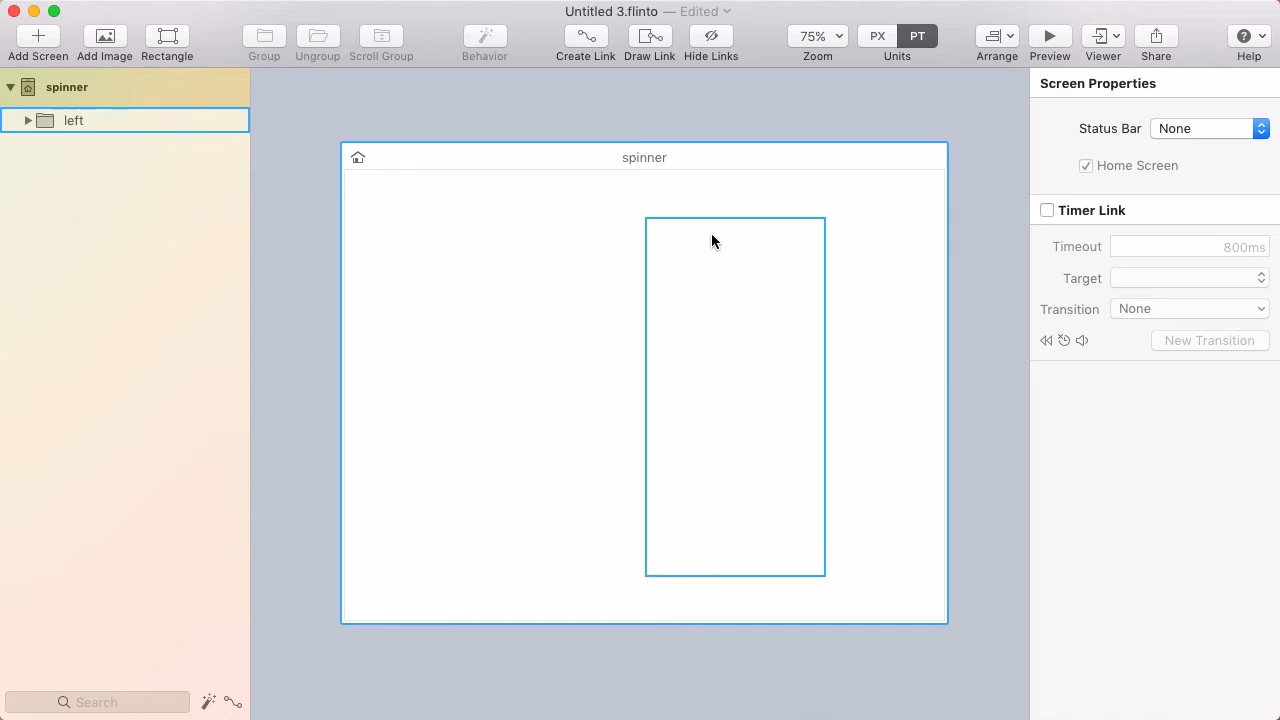 Untitled 3.flinto — Edited
75%
PX
PT
Add Screen
Add Image
Rectangle
Group
Ungroup
Scroll Group
Behavior
Create Link
Draw Link
Hide Links
Zoom
Units
Arrange
Preview
Viewer
Share
Help
spinner
left
Search
spinner
Screen Properties
Status Bar
None
Home Screen
Timer Link
Timeout
800ms
Target
Transition
None
New Transition